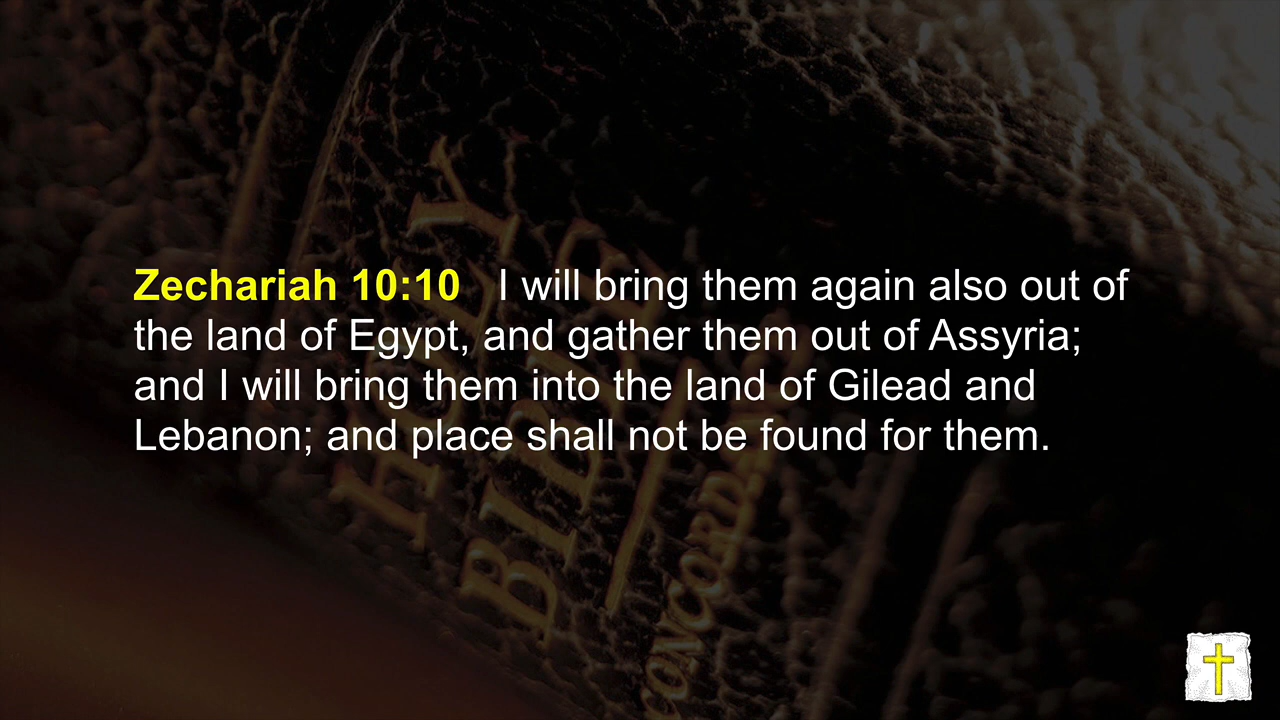 Zechariah 10:10 I will bring them again also out of
the land of Egypt, and gather them out of Assyria;
and I will bring them into the land of Gilead and
Lebanon; and place shall not be found for them.
HOLY
BIBLE